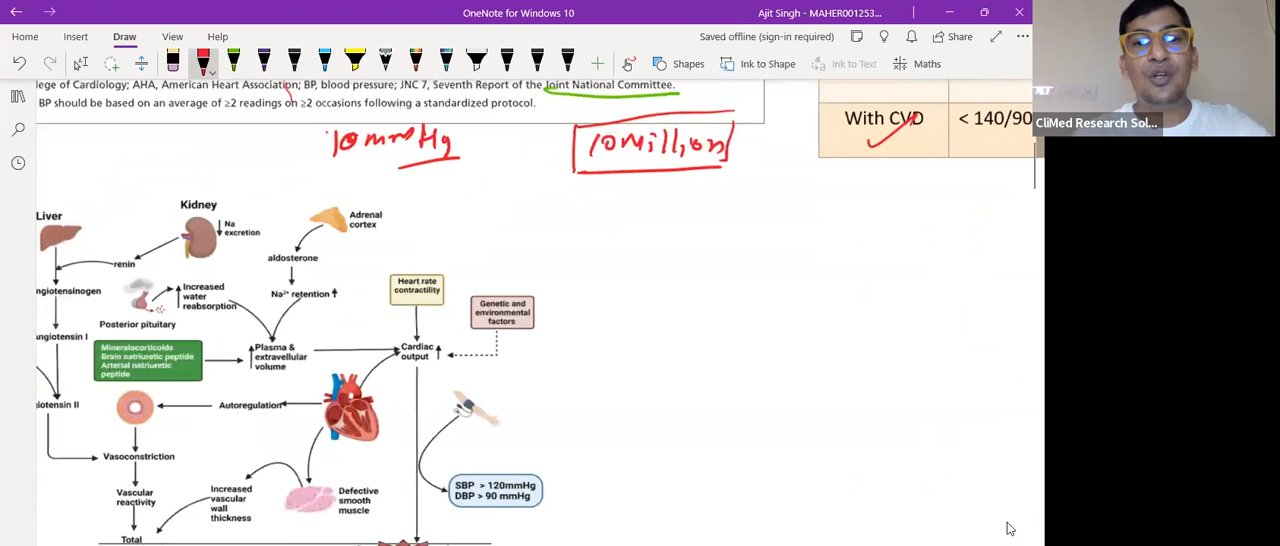 OneNote for Windows 10
Ajit Singh - MAHER001253...
Home Insert Draw View Help
Saved offline (sign-in required)
Share
Ink to Shape
Ink to Text
Maths
lege of Cardiology; AHA, American Heart Association; BP, blood pressure; JNC 7, Seventh Report of the Joint National Committee.
BP should be based on an average of ≥2 readings on ≥2 occasions following a standardized protocol.
10 mmHg
10 Million
With CVD < 140/90
CliMed Research Sol...
Liver
Kidney
Na
excretion
Adrenal
cortex
renin
aldosterone
ngiotensinogen
Increased
water
reabsorption
Na²⁺ retention
Heart rate
contractility
Genetic and
environmental
factors
Posterior pituitary
ngiotensin I
Mineralocorticoids
Brain natriuretic peptide
Arterial natriuretic
peptide
Plasma &
extravellular
volume
Cardiac
output
giotensin II
Autoregulation
Vasoconstriction
Vascular
reactivity
Increased
vascular
wall
thickness
Defective
smooth
muscle
SBP > 120mmHg
DBP > 90 mmHg
Total